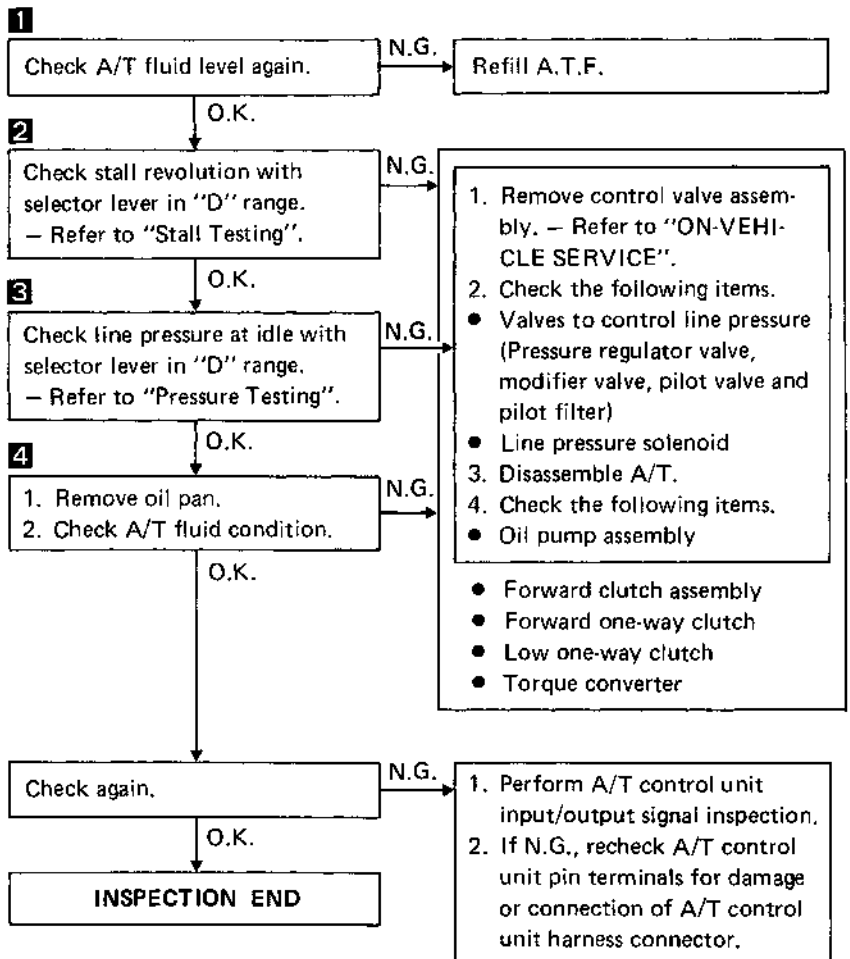 1
Check A/T fluid level again.
N.G.
Refill A.T.F.
O.K.
2
Check stall revolution with
selector lever in "D" range.
— Refer to "Stall Testing".
N.G.
O.K.
3
Check line pressure at idle with
selector lever in "D" range.
— Refer to "Pressure Testing".
N.G.
O.K.
4
1. Remove oil pan.
2. Check A/T fluid condition.
N.G.
O.K.
1. Remove control valve assem-
bly. — Refer to "ON-VEHI-
CLE SERVICE".
2. Check the following items.
● Valves to control line pressure
(Pressure regulator valve,
modifier valve, pilot valve and
pilot filter)
● Line pressure solenoid
3. Disassemble A/T.
4. Check the following items.
● Oil pump assembly
● Forward clutch assembly
● Forward one-way clutch
● Low one-way clutch
● Torque converter
Check again.
N.G.
O.K.
1. Perform A/T control unit
input/output signal inspection.
2. If N.G., recheck A/T control
unit pin terminals for damage
or connection of A/T control
unit harness connector.
INSPECTION END